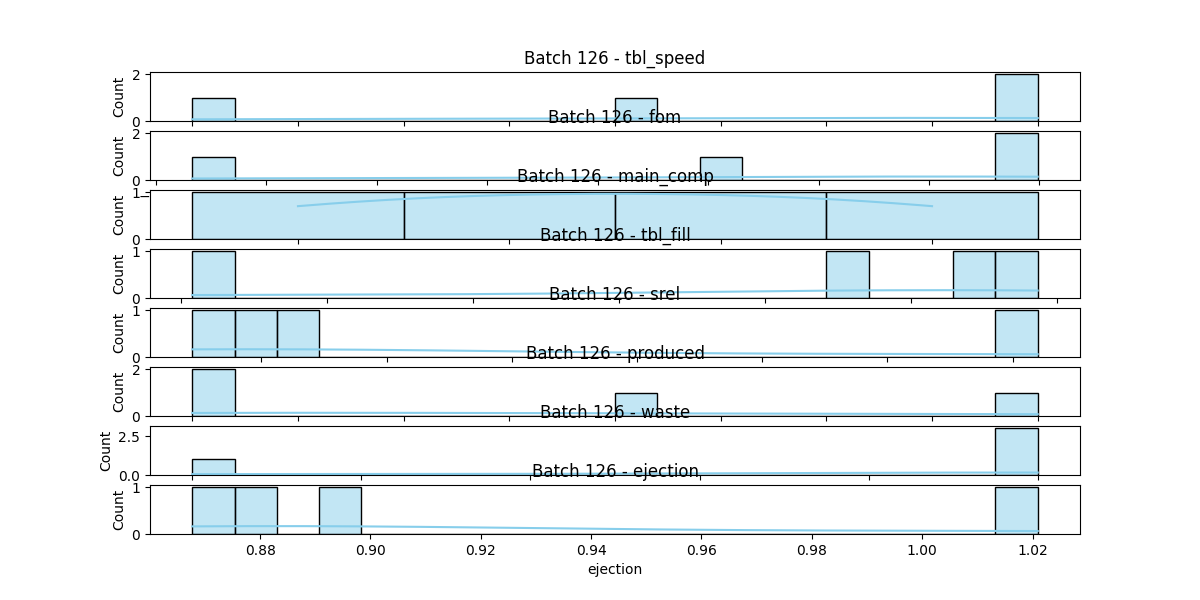 Batch 126 - tbl_speed
2
Count
0
Batch 126 - fom
2
Count
0
Batch 126 - main_comp
1
Count
0
Batch 126 - tbl_fill
1
Count
0
Batch 126 - srel
1
Count
0
Batch 126 - produced
2
Count
0
Batch 126 - waste
2.5
Count
0.0
Batch 126 - ejection
1
Count
0
0.88 0.90 0.92 0.94 0.96 0.98 1.00 1.02
ejection